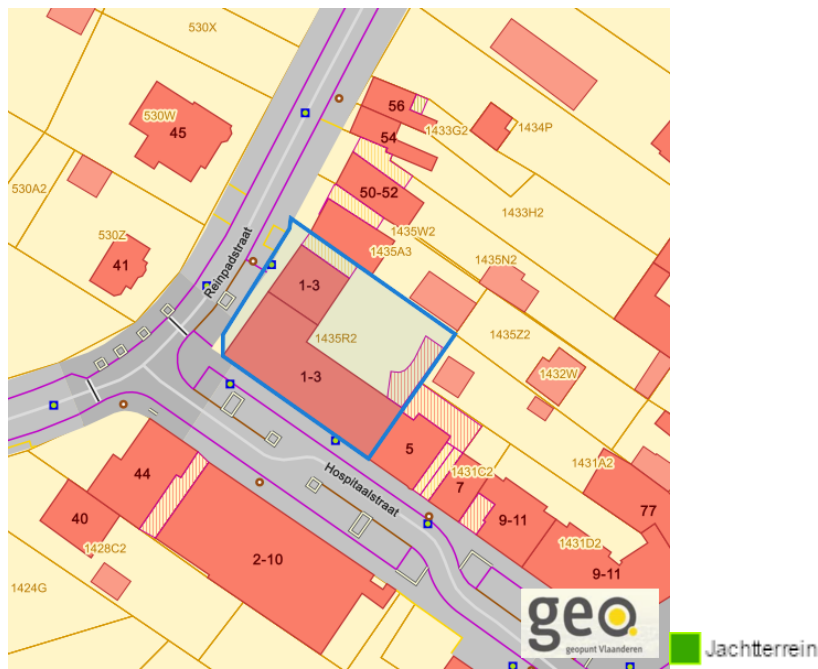 530X
56
530W
45
54
1433G2
1434P
530A2
50-52
1433H2
530Z
1435W2
41
Reinpadstraat
1435A3
1435N2
1-3
1435R2
1435Z2
1-3
1432W
5
44
Hospitaalstraat
1431C2
7
1431A2
40
9-11
77
1428C2
1431D2
2-10
9-11
1424G
geo
geopunt Vlaanderen
Jachtterrein